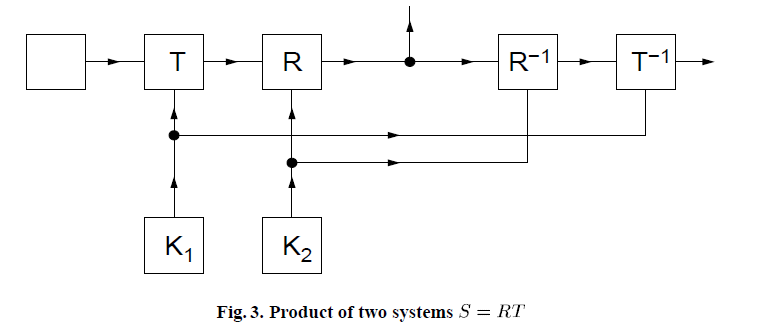 T R R⁻¹ T⁻¹
K₁ K₂
Fig. 3. Product of two systems S = RT